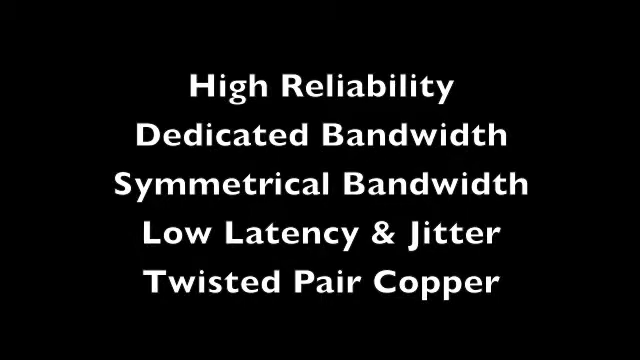 High Reliability
Dedicated Bandwidth
Symmetrical Bandwidth
Low Latency & Jitter
Twisted Pair Copper